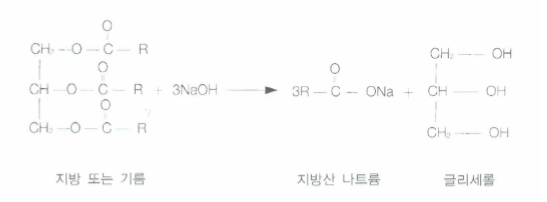 O
CH₂ — O — C — R
O
CH — O — C — R + 3NaOH → 3R — C — ONa + CH — OH
O
CH₂ — O — C — R
O
CH₂ — OH
CH₂ — OH
지방 또는 기름 지방산 나트륨 글리세롤